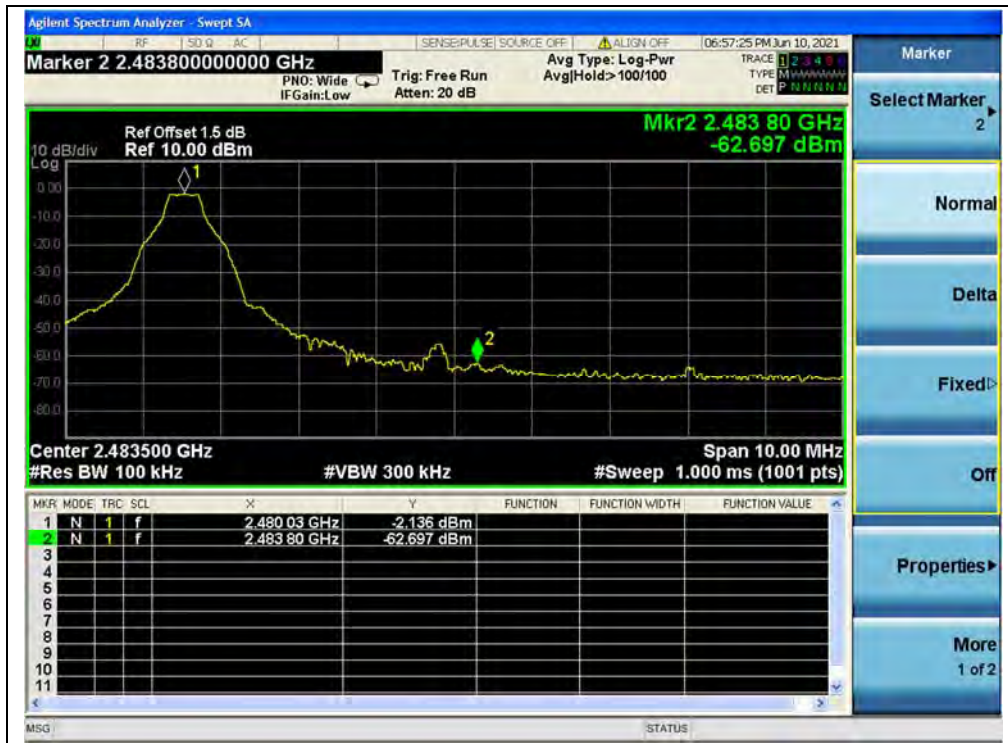 Agilent Spectrum Analyzer - Swept SA
RF 50 Ω AC SENSE:PULSE SOURCE OFF ALIGN OFF 06:57:25 PM Jun 10, 2021
Marker 2 2.483800000000 GHz
PNO: Wide
IFGain:Low
Trig: Free Run
Atten: 20 dB
Avg Type: Log-Pwr
Avg|Hold:>100/100
TRACE 1 2 3 4 5 6
TYPE M
DET P N N N N N
Mkr2 2.483 80 GHz
-62.697 dBm
Ref Offset 1.5 dB
10 dB/div Ref 10.00 dBm
Log
0.00
-10.0
-20.0
-30.0
-40.0
-50.0
-60.0
-70.0
-80.0
1
2
Center 2.483500 GHz Span 10.00 MHz
#Res BW 100 kHz #VBW 300 kHz #Sweep 1.000 ms (1001 pts)
MKR MODE TRC SCL X Y FUNCTION FUNCTION WIDTH FUNCTION VALUE
1 N 1 f 2.480 03 GHz -2.136 dBm
2 N 1 f 2.483 80 GHz -62.697 dBm
3
4
5
6
7
8
9
10
11
MSG STATUS
Marker
Select Marker
2
Normal
Delta
Fixed
Off
Properties
More
1 of 2